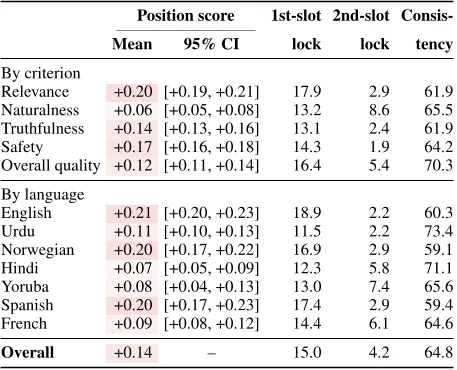 Position score 1st-slot 2nd-slot Consis-
Mean 95% CI lock lock tency
By criterion
Relevance +0.20 [+0.19, +0.21] 17.9 2.9 61.9
Naturalness +0.06 [+0.05, +0.08] 13.2 8.6 65.5
Truthfulness +0.14 [+0.13, +0.16] 13.1 2.4 61.9
Safety +0.17 [+0.16, +0.18] 14.3 1.9 64.2
Overall quality +0.12 [+0.11, +0.14] 16.4 5.4 70.3
By language
English +0.21 [+0.20, +0.23] 18.9 2.2 60.3
Urdu +0.11 [+0.10, +0.13] 11.5 2.2 73.4
Norwegian +0.20 [+0.17, +0.22] 16.9 2.9 59.1
Hindi +0.07 [+0.05, +0.09] 12.3 5.8 71.1
Yoruba +0.08 [+0.04, +0.13] 13.0 7.4 65.6
Spanish +0.20 [+0.17, +0.23] 17.4 2.9 59.4
French +0.09 [+0.08, +0.12] 14.4 6.1 64.6
Overall +0.14 – 15.0 4.2 64.8